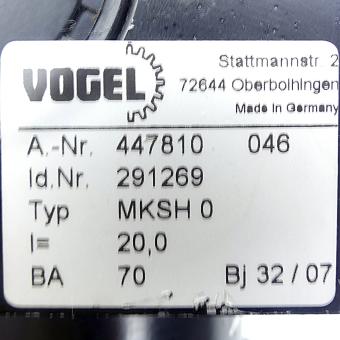 VOGEL
Stattmannstr. 2
72644 Oberboihingen
Made in Germany
A.-Nr. 447810 046
Id.Nr. 291269
Typ MKSH 0
I= 20,0
BA 70 Bj 32 / 07